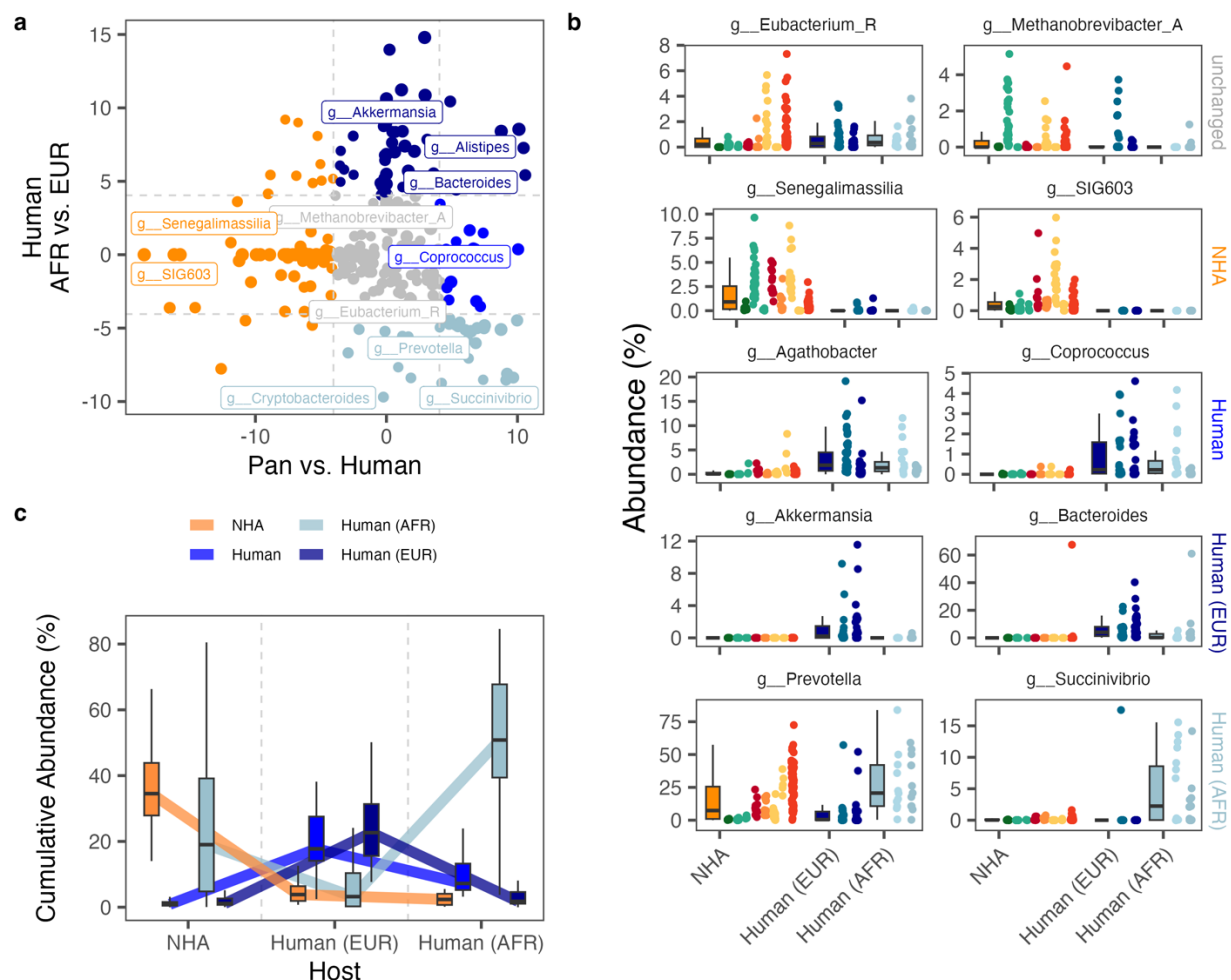 a
Human
AFR vs. EUR
15
10
5
0
-5
-10
g__Akkermansia
g__Alistipes
g__Bacteroides
g__Methanobrevibacter_A
g__Senegalimassilia
g__Coprococcus
g__SIG603
g__Eubacterium_R
g__Prevotella
g__Cryptobacteroides
g__Succinivibrio
-10
0
10
Pan vs. Human
b
Abundance (%)
g__Eubacterium_R
8
6
4
2
0
g__Methanobrevibacter_A
4
2
0
unchanged
g__Senegalimassilia
10.0
7.5
5.0
2.5
0.0
g__SIG603
6
4
2
0
NHA
g__Agathobacter
20
15
10
5
0
g__Coprococcus
5
4
3
2
1
0
Human
g__Akkermansia
12
8
4
0
g__Bacteroides
60
40
20
0
Human (EUR)
g__Prevotella
75
50
25
0
g__Succinivibrio
15
10
5
0
Human (AFR)
NHA
Human (EUR)
Human (AFR)
NHA
Human (EUR)
Human (AFR)
c
NHA
Human (AFR)
Human
Human (EUR)
Cumulative Abundance (%)
80
60
40
20
0
NHA
Human (EUR)
Human (AFR)
Host